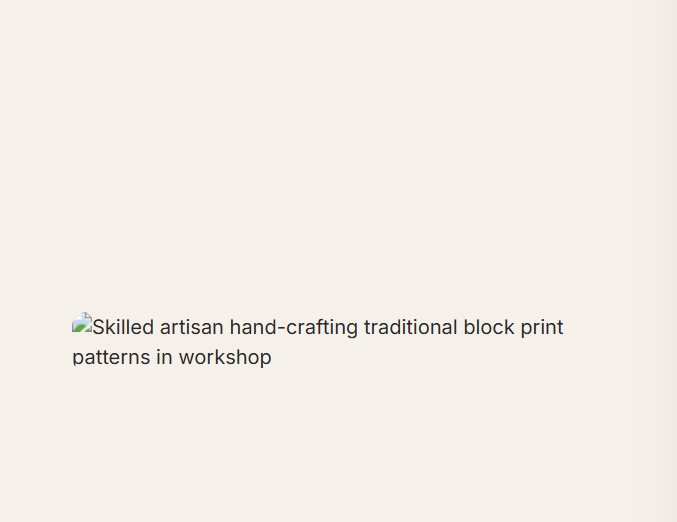 Skilled artisan hand-crafting traditional block print
patterns in workshop